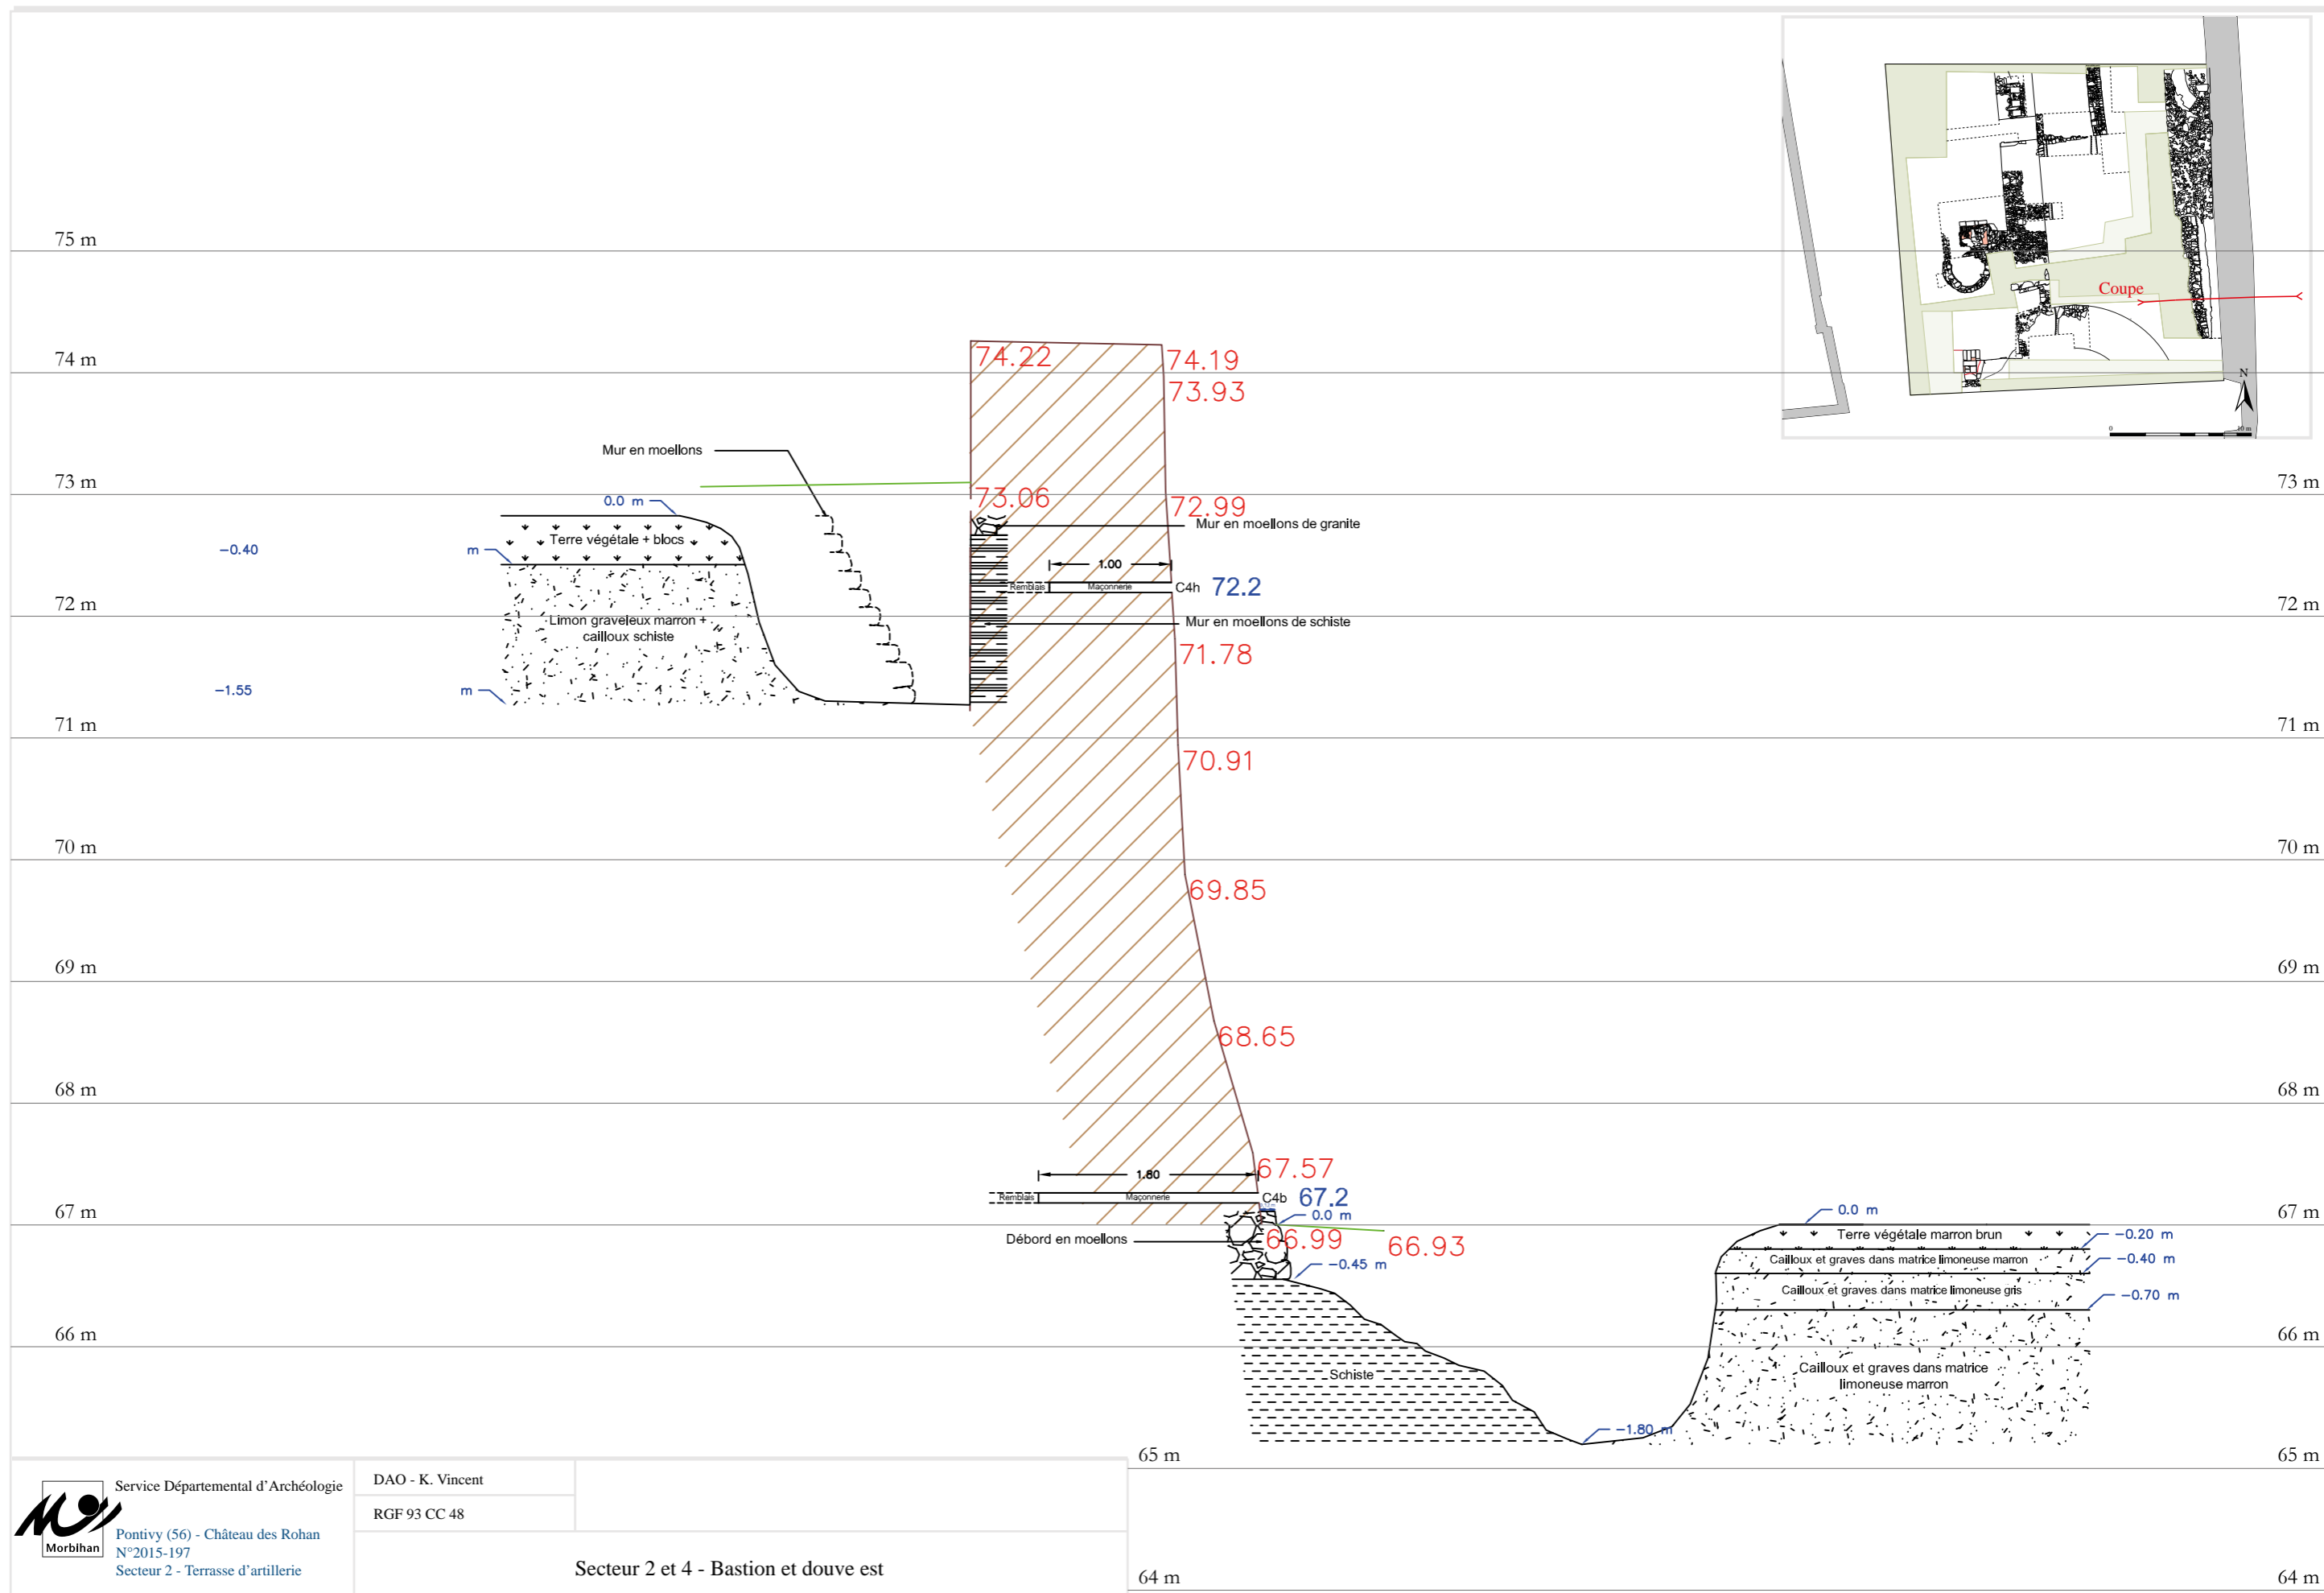 Coupe
N
0
10 m
75 m
74 m
74.22
74.19
73.93
Mur en moellons
73 m
73 m
0.0 m
73.06
72.99
Mur en moellons de granite
Terre végétale + blocs
-0.40
m
1.00
Remblais
Maçonnerie
C4h
72.2
72 m
72 m
Limon graveleux marron +
cailloux schiste
Mur en moellons de schiste
71.78
-1.55
m
71 m
71 m
70.91
70 m
70 m
69.85
69 m
69 m
68.65
68 m
68 m
67.57
1.80
Remblais
Maçonnerie
C4b
67.2
67 m
67 m
0.0 m
0.0 m
Débord en moellons
66.99
66.93
Terre végétale marron brun
-0.20 m
-0.45 m
Cailloux et graves dans matrice limoneuse marron
-0.40 m
Cailloux et graves dans matrice limoneuse gris
-0.70 m
66 m
66 m
Schiste
Cailloux et graves dans matrice
limoneuse marron
-1.80 m
65 m
65 m
64 m
64 m
Morbihan
Service Départemental d'Archéologie
Pontivy (56) - Château des Rohan
N°2015-197
Secteur 2 - Terrasse d'artillerie
DAO - K. Vincent
RGF 93 CC 48
Secteur 2 et 4 - Bastion et douve est